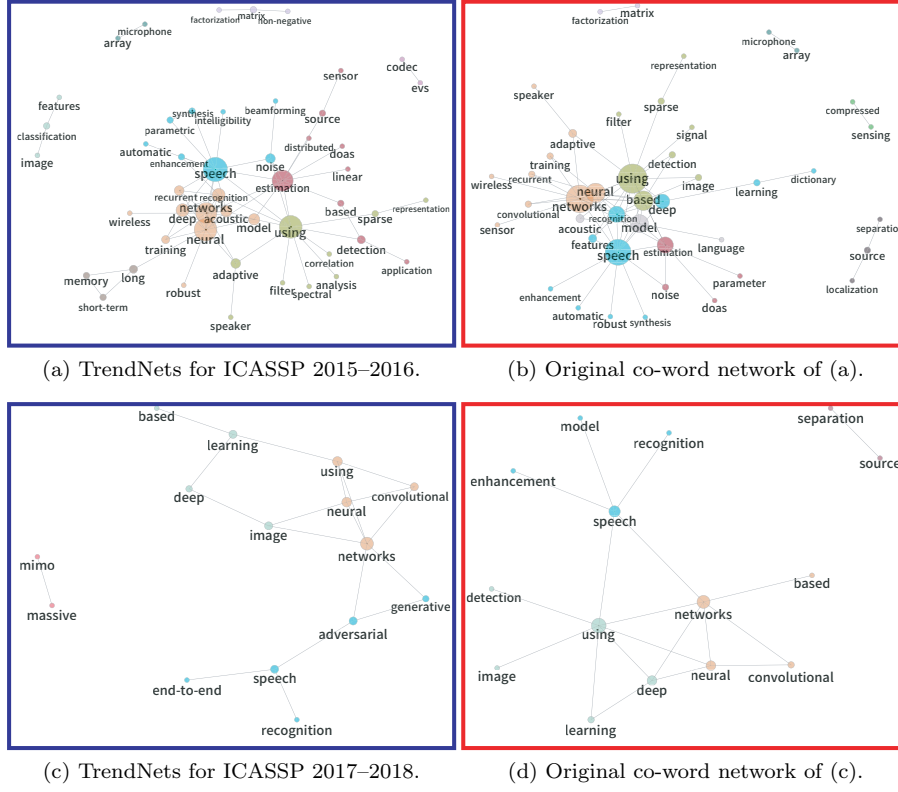 factorization matrix non-negative
microphone
array
codec
evs
sensor
features
synthesis
intelligibility
beamforming
source
parametric
classification
automatic
distributed
doas
image
enhancement
speech
noise
estimation
linear
recurrent recognition
networks
based
representation
wireless
deep acoustic
model
sparse
neural
using
training
detection
memory
long
adaptive
correlation
application
analysis
short-term
robust
filter
spectral
speaker
(a) TrendNets for ICASSP 2015–2016.
matrix
factorization
microphone
array
representation
speaker
sparse
compressed
filter
signal
sensing
adaptive
training
detection
wireless
recurrent
using
image
learning
dictionary
neural
networks
based
deep
convolutional
recognition
sensor
acoustic
model
separation
features
language
source
speech
estimation
localization
enhancement
noise
parameter
automatic
robust
synthesis
doas
(b) Original co-word network of (a).
based
learning
using
deep
convolutional
neural
image
networks
mimo
massive
generative
adversarial
speech
end-to-end
recognition
(c) TrendNets for ICASSP 2017–2018.
model
separation
recognition
source
enhancement
speech
detection
based
networks
using
image
neural
convolutional
deep
learning
(d) Original co-word network of (c).